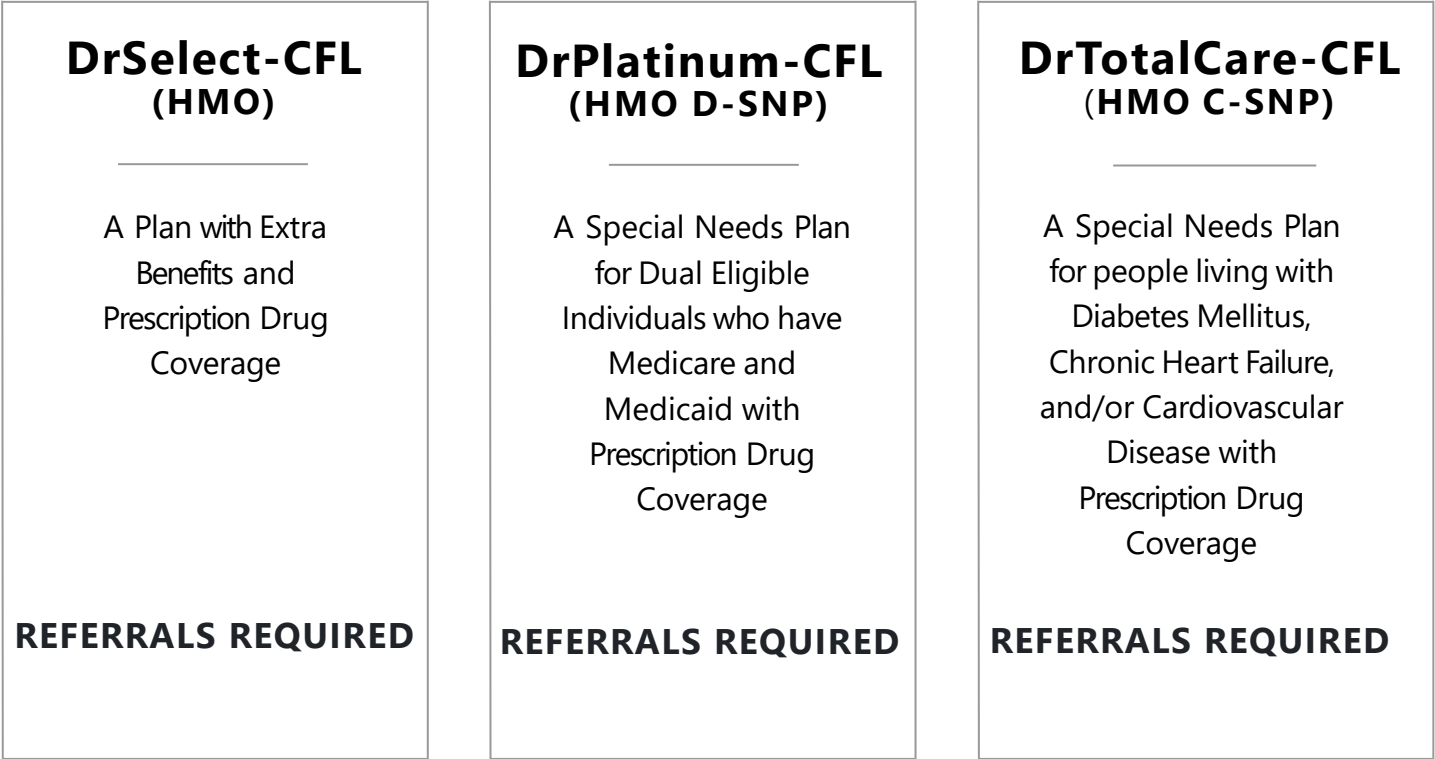 DrSelect-CFL
(HMO)
A Plan with Extra
Benefits and
Prescription Drug
Coverage
REFERRALS REQUIRED
DrPlatinum-CFL
(HMO D-SNP)
A Special Needs Plan
for Dual Eligible
Individuals who have
Medicare and
Medicaid with
Prescription Drug
Coverage
REFERRALS REQUIRED
DrTotalCare-CFL
(HMO C-SNP)
A Special Needs Plan
for people living with
Diabetes Mellitus,
Chronic Heart Failure,
and/or Cardiovascular
Disease with
Prescription Drug
Coverage
REFERRALS REQUIRED